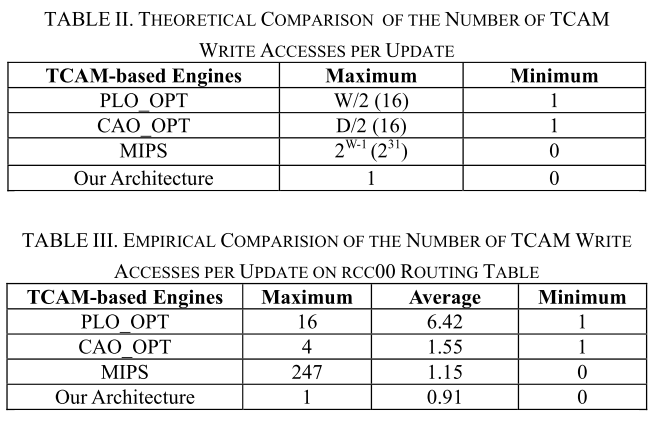 TABLE II. THEORETICAL COMPARISON OF THE NUMBER OF TCAM
WRITE ACCESSES PER UPDATE
TCAM-based Engines Maximum Minimum
PLO_OPT W/2 (16) 1
CAO_OPT D/2 (16) 1
MIPS 2^{W-1} (2^{31}) 0
Our Architecture 1 0
TABLE III. EMPIRICAL COMPARISION OF THE NUMBER OF TCAM WRITE
ACCESSES PER UPDATE ON RCC00 ROUTING TABLE
TCAM-based Engines Maximum Average Minimum
PLO_OPT 16 6.42 1
CAO_OPT 4 1.55 1
MIPS 247 1.15 0
Our Architecture 1 0.91 0